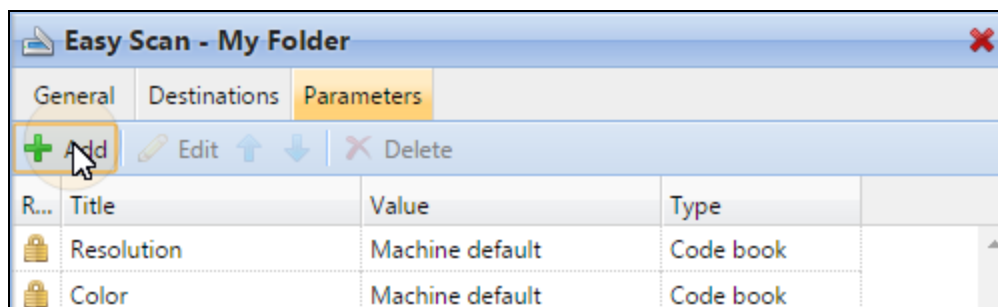 Easy Scan - My Folder
General Destinations Parameters
Add Edit Delete
R... Title Value Type
Resolution Machine default Code book
Color Machine default Code book